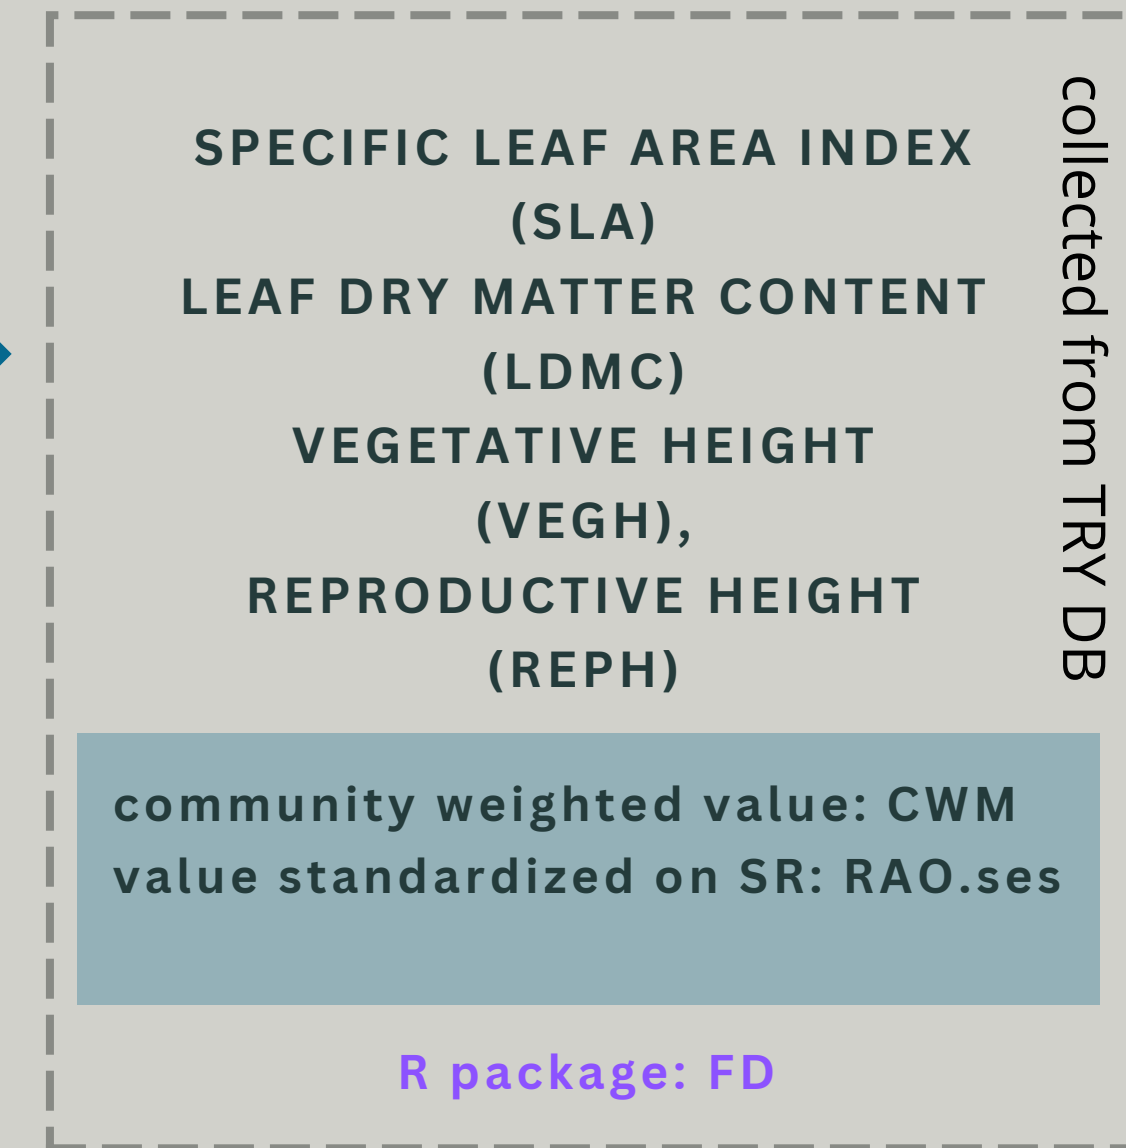 SPECIFIC LEAF AREA INDEX
(SLA)
LEAF DRY MATTER CONTENT
(LDMC)
VEGETATIVE HEIGHT
(VEGH),
REPRODUCTIVE HEIGHT
(REPH)
collected from TRY DB
community weighted value: CWM
value standardized on SR: RAO.ses
R package: FD